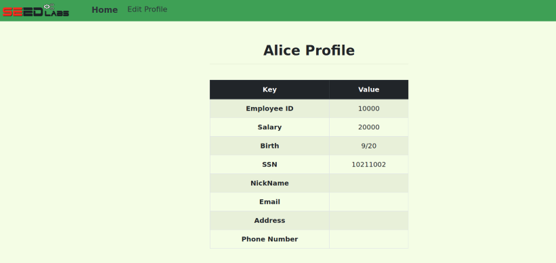 SEED LABS Home Edit Profile
Alice Profile
Key Value
Employee ID 10000
Salary 20000
Birth 9/20
SSN 10211002
NickName
Email
Address
Phone Number